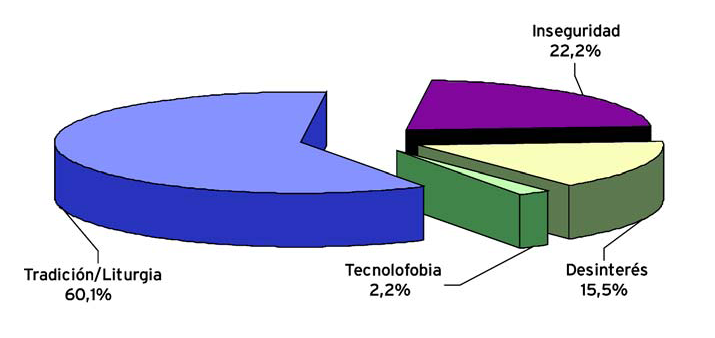 Inseguridad
22,2%
Tradición/Liturgia
60,1%
Tecnolofobia
2,2%
Desinterés
15,5%